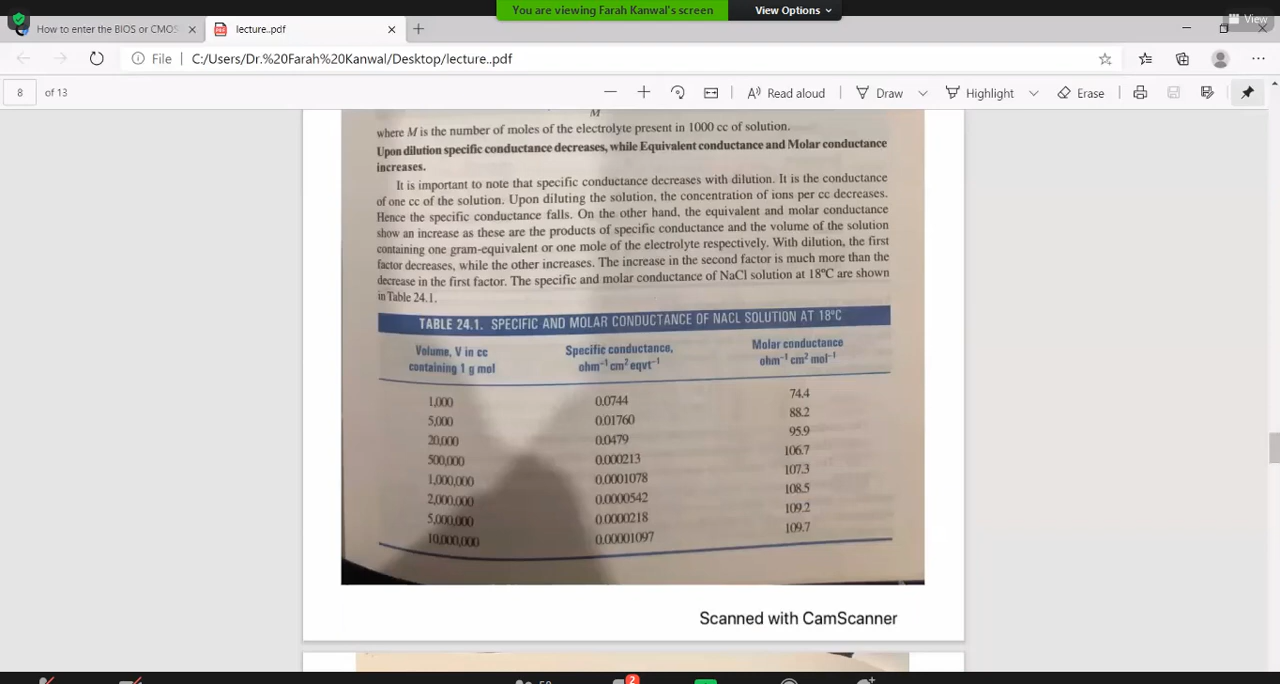 You are viewing Farah Kanwal's screen
View Options
View
How to enter the BIOS or CMOS
lecture..pdf
File
C:/Users/Dr.%20Farah%20Kanwal/Desktop/lecture..pdf
8 of 13
Read aloud
Draw
Highlight
Erase
M
where M is the number of moles of the electrolyte present in 1000 cc of solution.
Upon dilution specific conductance decreases, while Equivalent conductance and Molar conductance
increases.
It is important to note that specific conductance decreases with dilution. It is the conductance
of one cc of the solution. Upon diluting the solution, the concentration of ions per cc decreases.
Hence the specific conductance falls. On the other hand, the equivalent and molar conductance
show an increase as these are the products of specific conductance and the volume of the solution
containing one gram-equivalent or one mole of the electrolyte respectively. With dilution, the first
factor decreases, while the other increases. The increase in the second factor is much more than the
decrease in the first factor. The specific and molar conductance of NaCl solution at 18°C are shown
in Table 24.1.
TABLE 24.1. SPECIFIC AND MOLAR CONDUCTANCE OF NACL SOLUTION AT 18°C
Volume, V in cc Specific conductance, Molar conductance
containing 1 g mol ohm⁻¹ cm² eqvt⁻¹ ohm⁻¹ cm² mol⁻¹
1,000 0.0744 74.4
5,000 0.01760 88.2
20,000 0.0479 95.9
500,000 0.000213 106.7
1,000,000 0.0001078 107.3
2,000,000 0.0000542 108.5
5,000,000 0.0000218 109.2
10,000,000 0.00001097 109.7
Scanned with CamScanner
2